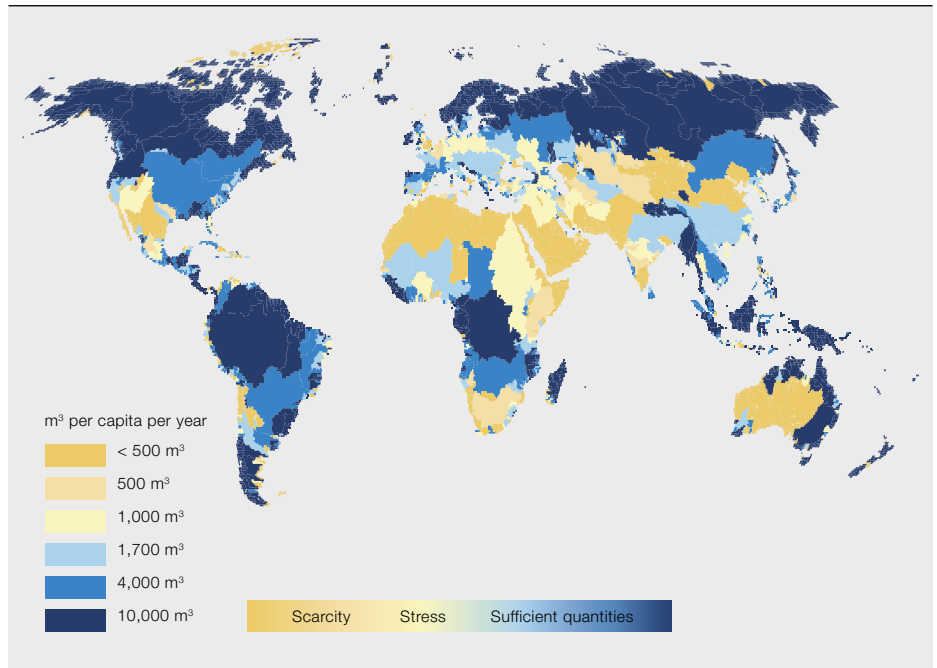 m³ per capita per year
< 500 m³
500 m³
1,000 m³
1,700 m³
4,000 m³
10,000 m³
Scarcity Stress Sufficient quantities